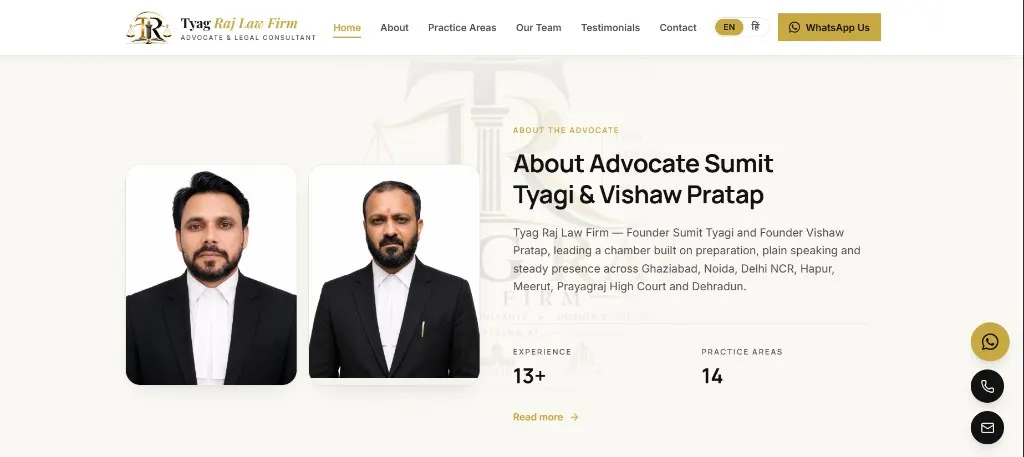 Tyag Raj Law Firm
ADVOCATE & LEGAL CONSULTANT
Home
About
Practice Areas
Our Team
Testimonials
Contact
EN
हिं
WhatsApp Us
ABOUT THE ADVOCATE
About Advocate Sumit
Tyagi & Vishaw Pratap
Tyag Raj Law Firm — Founder Sumit Tyagi and Founder Vishaw
Pratap, leading a chamber built on preparation, plain speaking and
steady presence across Ghaziabad, Noida, Delhi NCR, Hapur,
Meerut, Prayagraj High Court and Dehradun.
FIRM
EXPERIENCE
13+
PRACTICE AREAS
14
Read more →